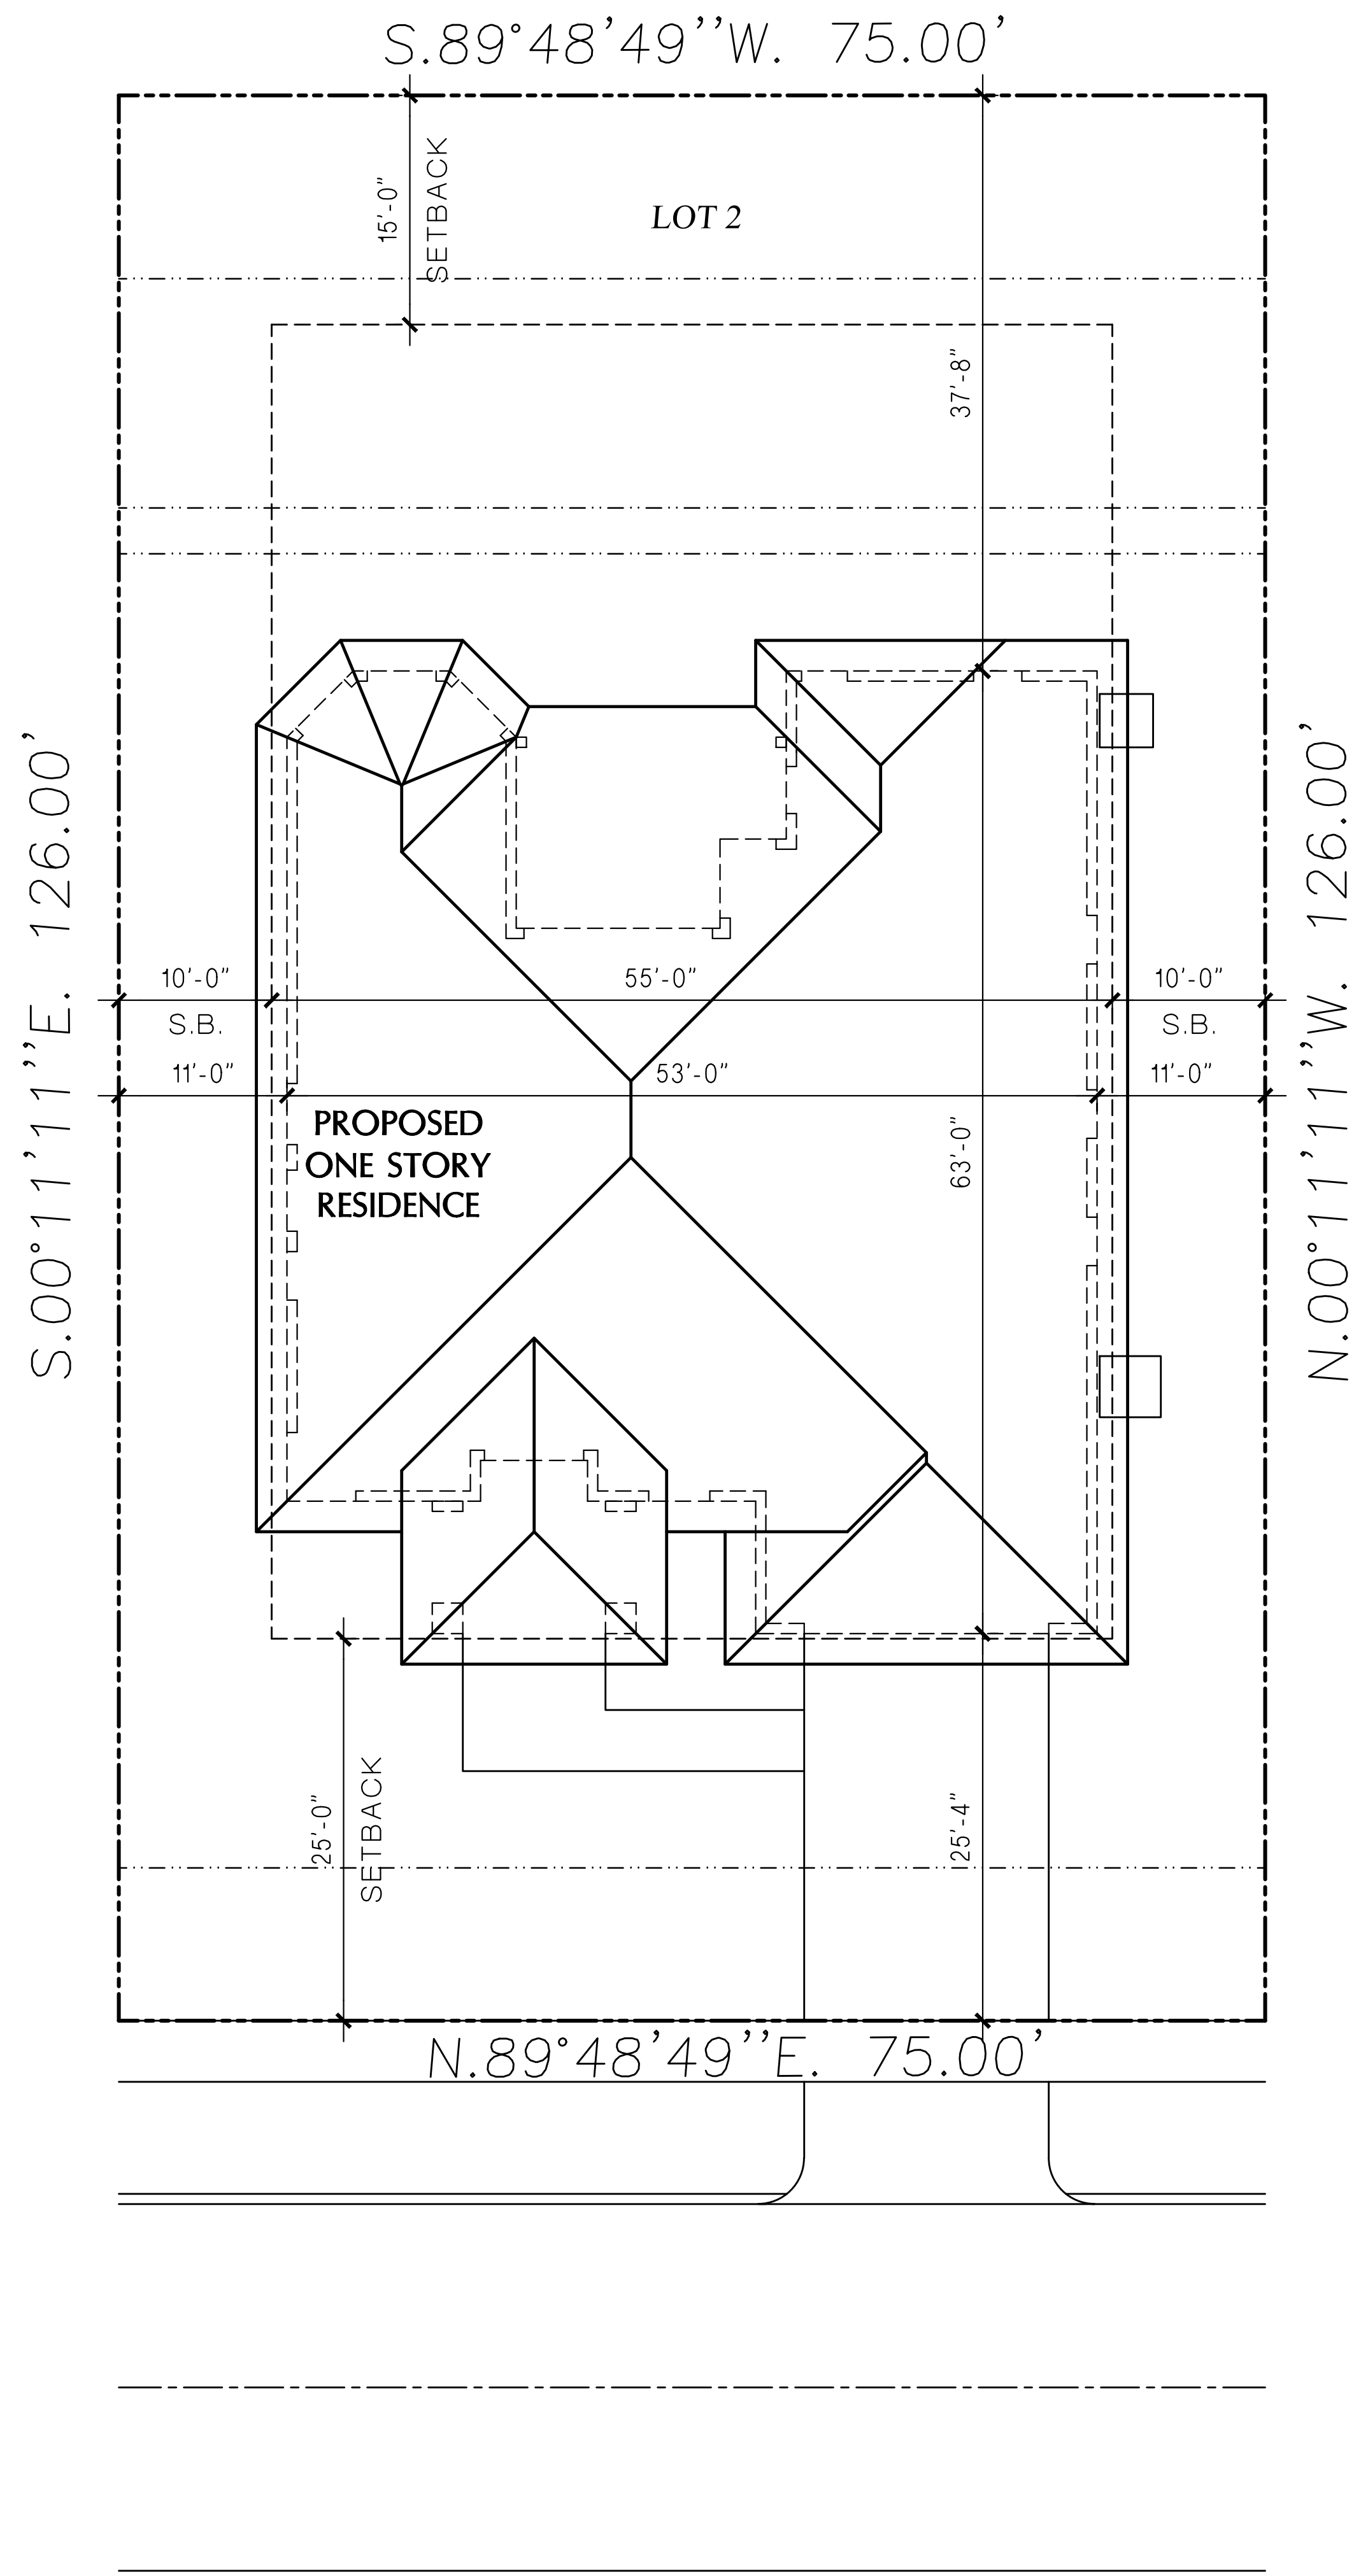 S.89°48'49''W. 75.00'
15'-0"
SETBACK
LOT 2
37'-8"
S.00°11'11''E. 126.00'
N.00°11'11''W. 126.00'
10'-0"
55'-0"
10'-0"
S.B.
S.B.
11'-0"
53'-0"
11'-0"
PROPOSED
ONE STORY
RESIDENCE
63'-0"
25'-0"
SETBACK
25'-4"
N.89°48'49''E. 75.00'